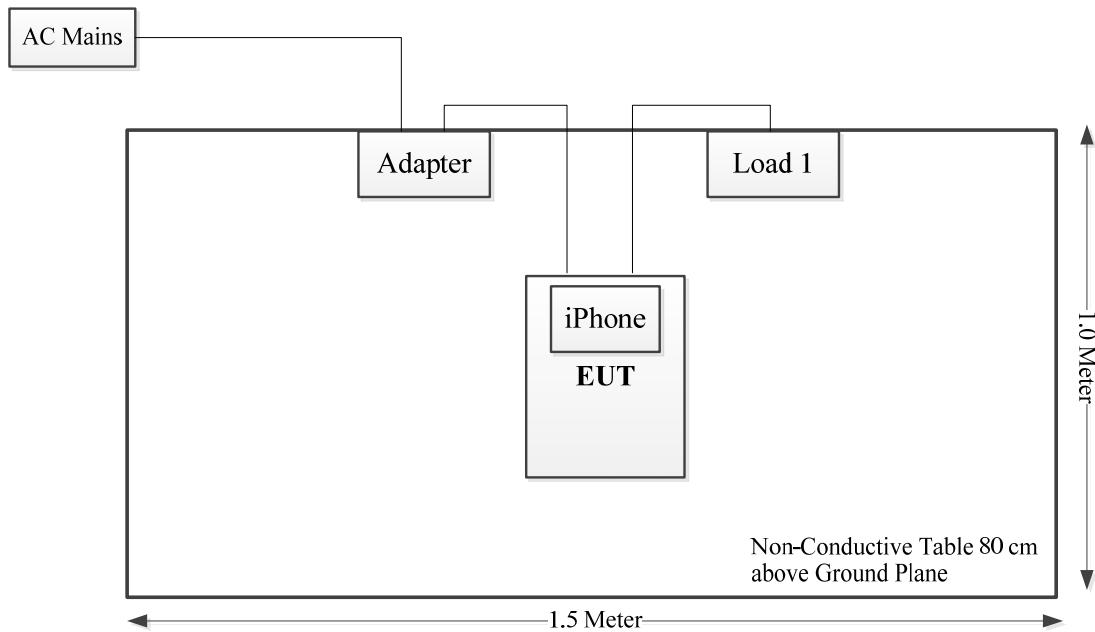 AC Mains
Adapter
Load 1
iPhone
EUT
1.0 Meter
Non-Conductive Table 80 cm
above Ground Plane
1.5 Meter